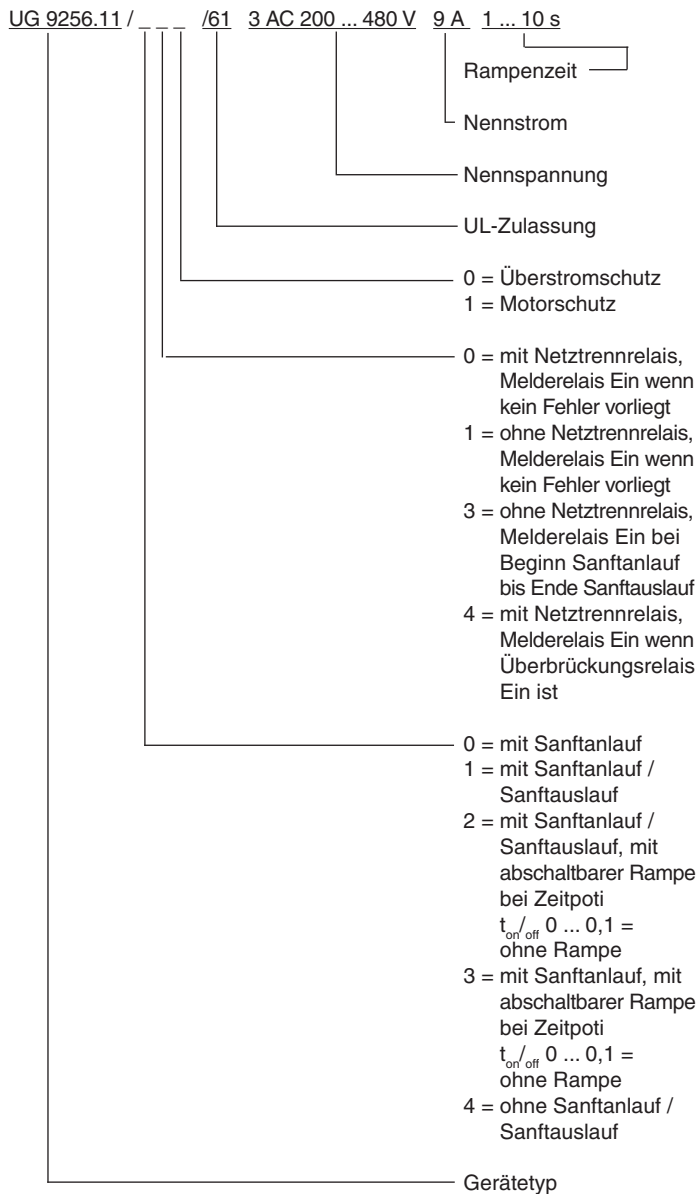 UG 9256.11 / _ _ _ /61 3 AC 200 ... 480 V 9 A 1 ... 10 s
Rampenzeit
Nennstrom
Nennspannung
UL-Zulassung
0 = Überstromschutz
1 = Motorschutz
0 = mit Netztrennrelais,
Melderelais Ein wenn
kein Fehler vorliegt
1 = ohne Netztrennrelais,
Melderelais Ein wenn
kein Fehler vorliegt
3 = ohne Netztrennrelais,
Melderelais Ein bei
Beginn Sanftanlauf
bis Ende Sanftauslauf
4 = mit Netztrennrelais,
Melderelais Ein wenn
Überbrückungsrelais
Ein ist
0 = mit Sanftanlauf
1 = mit Sanftanlauf /
Sanftauslauf
2 = mit Sanftanlauf /
Sanftauslauf, mit
abschaltbarer Rampe
bei Zeitpoti
ton/off 0 ... 0,1 =
ohne Rampe
3 = mit Sanftanlauf, mit
abschaltbarer Rampe
bei Zeitpoti
ton/off 0 ... 0,1 =
ohne Rampe
4 = ohne Sanftanlauf /
Sanftauslauf
Gerätetyp